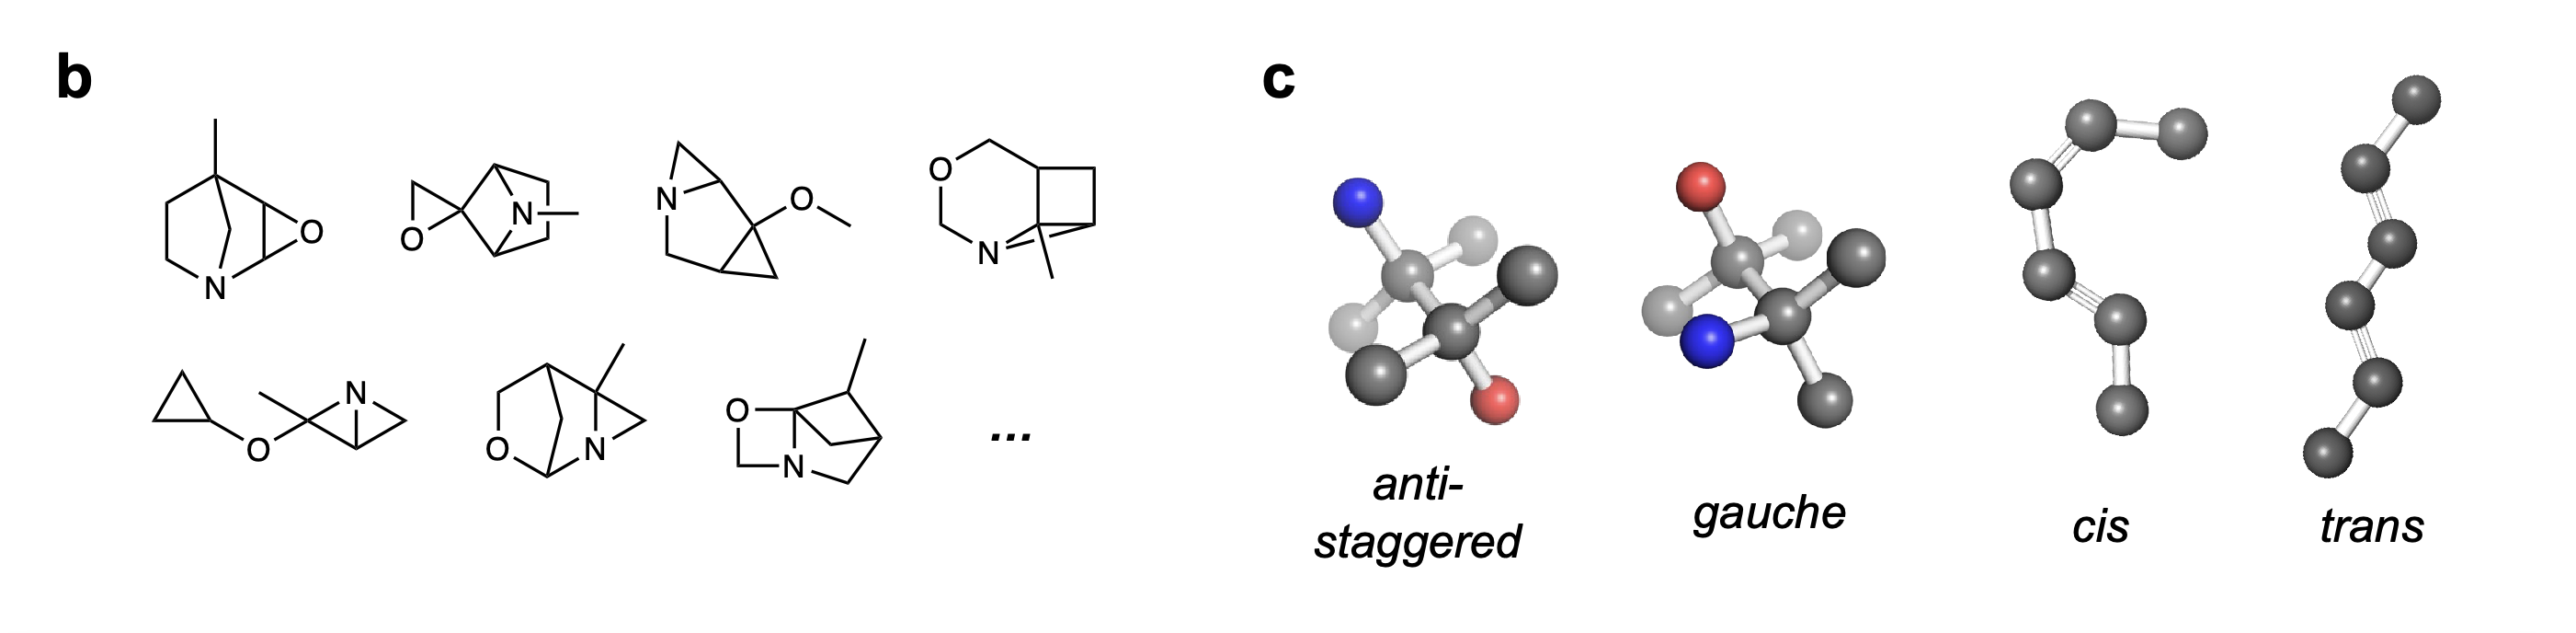 b
c
N
O
O
N
N
O
O
N
O
N
O
N
O
N
...
anti-
staggered
gauche
cis
trans